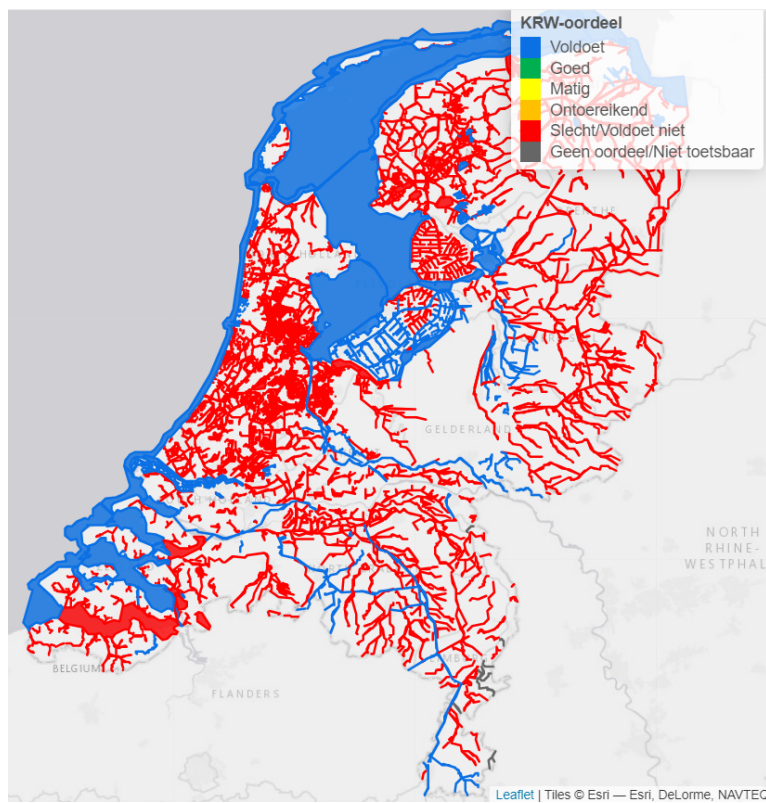 KRW-oordeel
Voldoet
Goed
Matig
Ontoereikend
Slecht/Voldoet niet
Geen oordeel/Niet toetsbaar
GELDERLAND
NORTH
RHINE-
WESTPHAL
BELGIUM
FLANDERS
Leaflet | Tiles © Esri — Esri, DeLorme, NAVTEQ